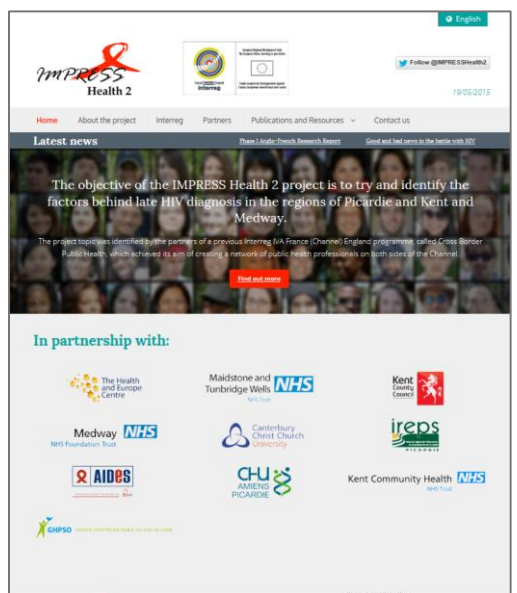 English
IMPRESS
Health 2
interreg
Follow @IMPRESSHealth2
19/05/2015
Home About the project Interreg Partners Publications and Resources Contact us
Latest news
Phase I Anglo-French Research Report Good and bad news in the battle with HIV
The objective of the IMPRESS Health 2 project is to try and identify the
factors behind late HIV diagnosis in the regions of Picardie and Kent and
Medway.
The project topic was identified by the partners of a previous Interreg IVA France (Channel) England programme, called Cross Border
Public Health, which achieved its aim of creating a network of public health professionals on both sides of the Channel.
Find out more
In partnership with:
The Health
and Europe
Centre
Maidstone and
Tunbridge Wells NHS
NHS Trust
Kent
County
Council
Medway NHS
NHS Foundation Trust
Canterbury
Christ Church
University
ireps
PICARDIE
AIDES
CHU
AMIENS
PICARDIE
Kent Community Health NHS
NHS Trust
GHPSO